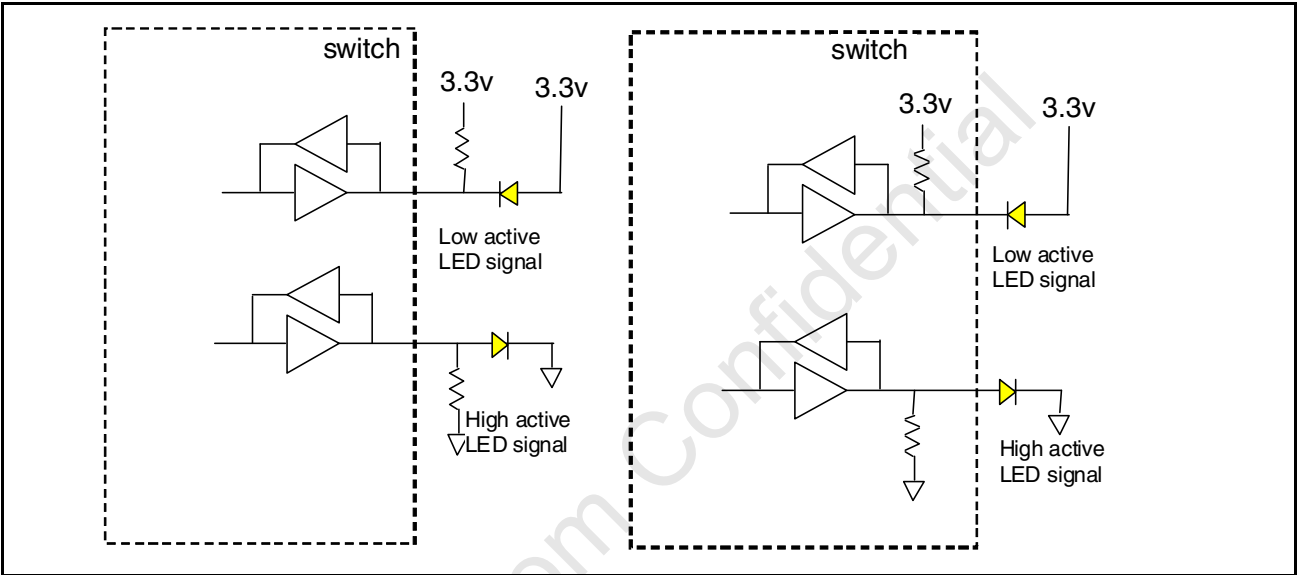 switch
3.3v
3.3v
Low active
LED signal
High active
LED signal
switch
3.3v
3.3v
Low active
LED signal
High active
LED signal
om Confidential